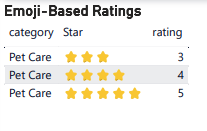 Emoji-Based Ratings
category Star rating
Pet Care ⭐⭐⭐ 3
Pet Care ⭐⭐⭐⭐ 4
Pet Care ⭐⭐⭐⭐⭐ 5